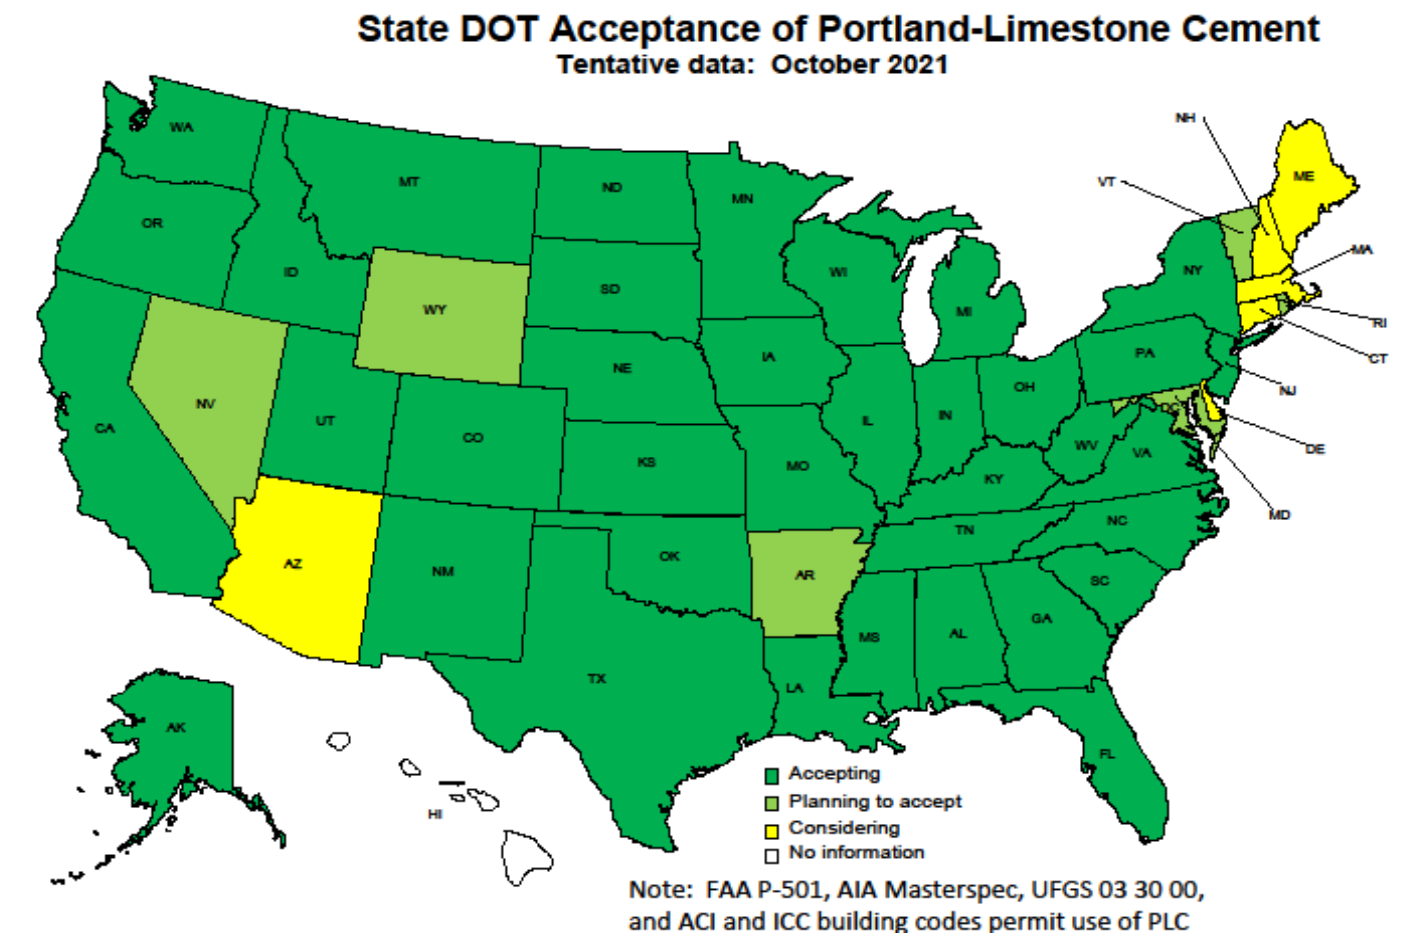 State DOT Acceptance of Portland-Limestone Cement
Tentative data: October 2021
WA
NH
MT
ME
VT
ND
MN
OR
MA
ID
WI
NY
SD
WY
MI
RI
PA
IA
CT
NE
OH
NJ
NV
DC
IN
UT
IL
CA
CO
WV
DE
VA
KS
MO
KY
MD
NC
TN
OK
AZ
NM
AR
SC
GA
AL
MS
TX
LA
AK
FL
HI
Accepting
Planning to accept
Considering
No information
Note: FAA P-501, AIA Masterspec, UFGS 03 30 00,
and ACI and ICC building codes permit use of PLC